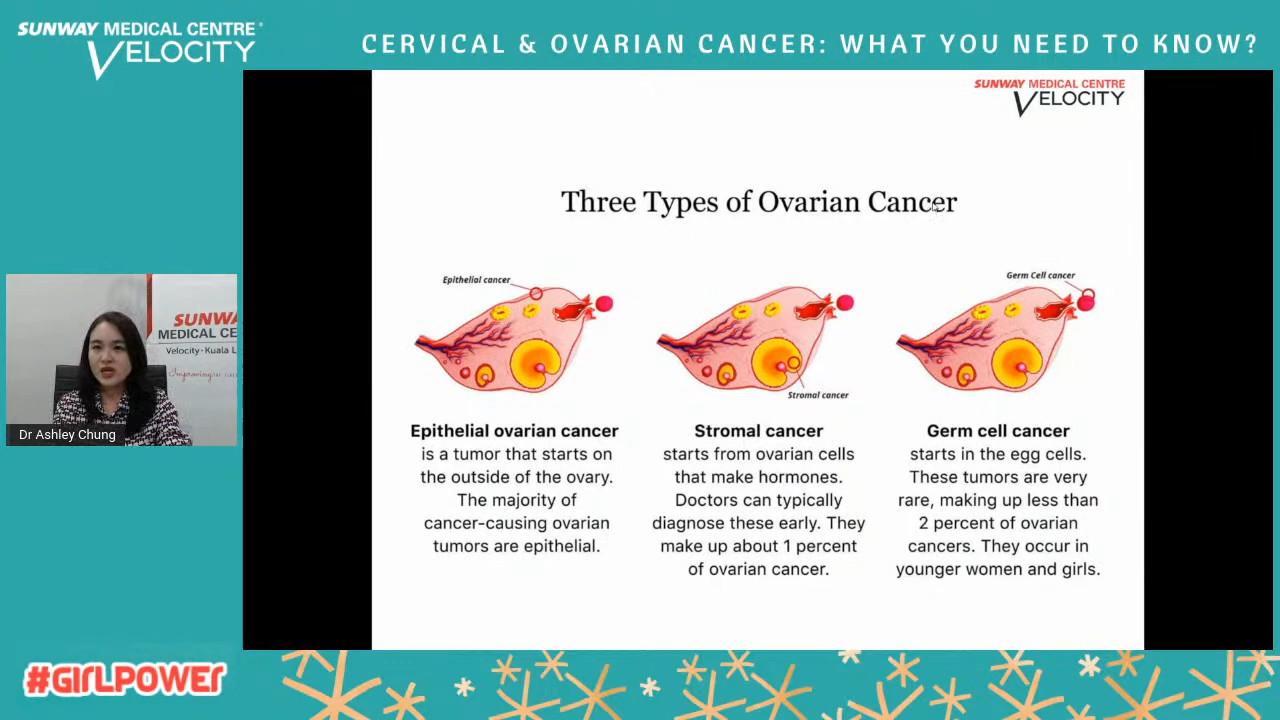 SUNWAY MEDICAL CENTRE®
VELOCITY
CERVICAL & OVARIAN CANCER: WHAT YOU NEED TO KNOW?
SUNWAY MEDICAL CENTRE
VELOCITY
Three Types of Ovarian Cancer
Epithelial cancer
Stromal cancer
Germ Cell cancer
Epithelial ovarian cancer
is a tumor that starts on
the outside of the ovary.
The majority of
cancer-causing ovarian
tumors are epithelial.
Stromal cancer
starts from ovarian cells
that make hormones.
Doctors can typically
diagnose these early. They
make up about 1 percent
of ovarian cancer.
Germ cell cancer
starts in the egg cells.
These tumors are very
rare, making up less than
2 percent of ovarian
cancers. They occur in
younger women and girls.
SUNWA
MEDICAL CE
Velocity · Kuala L
Improving
Dr Ashley Chung
#GIRLPOWER